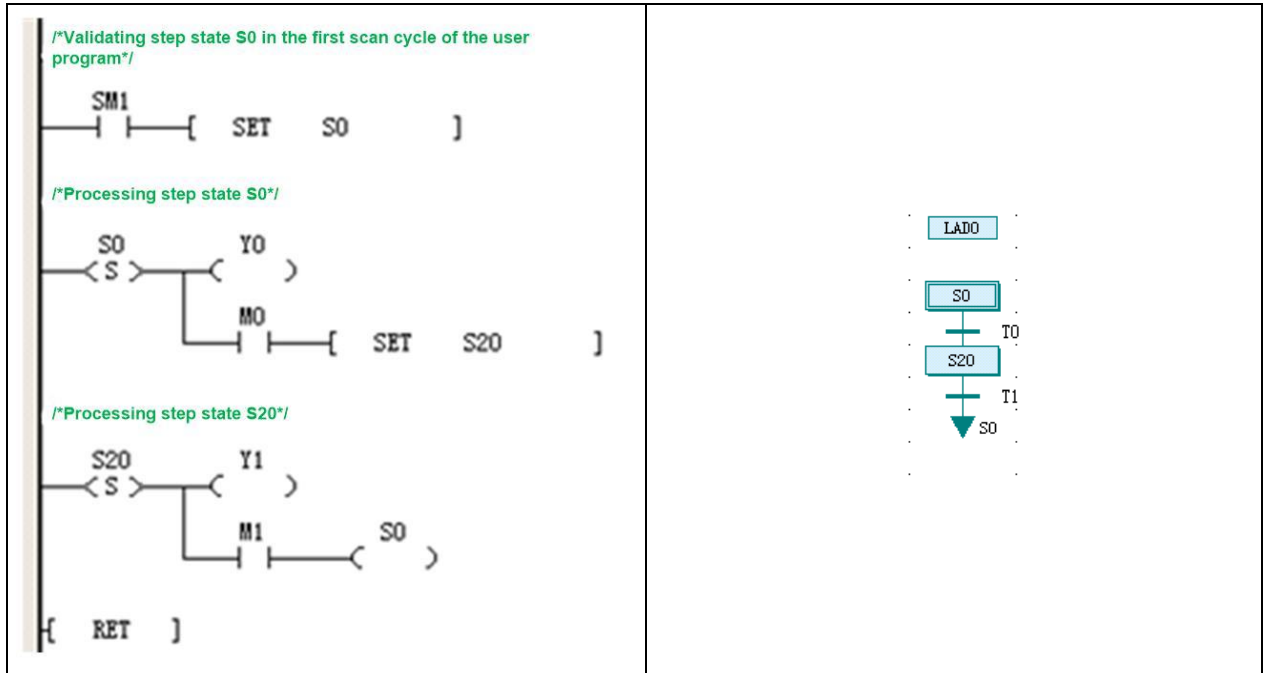 /*Validating step state S0 in the first scan cycle of the user
program*/
SM1
[ SET S0 ]
/*Processing step state S0*/
S0 Y0
S
M0
[ SET S20 ]
/*Processing step state S20*/
S20 Y1
S
M1 S0
[ RET ]
LAD0
S0
T0
S20
T1
S0